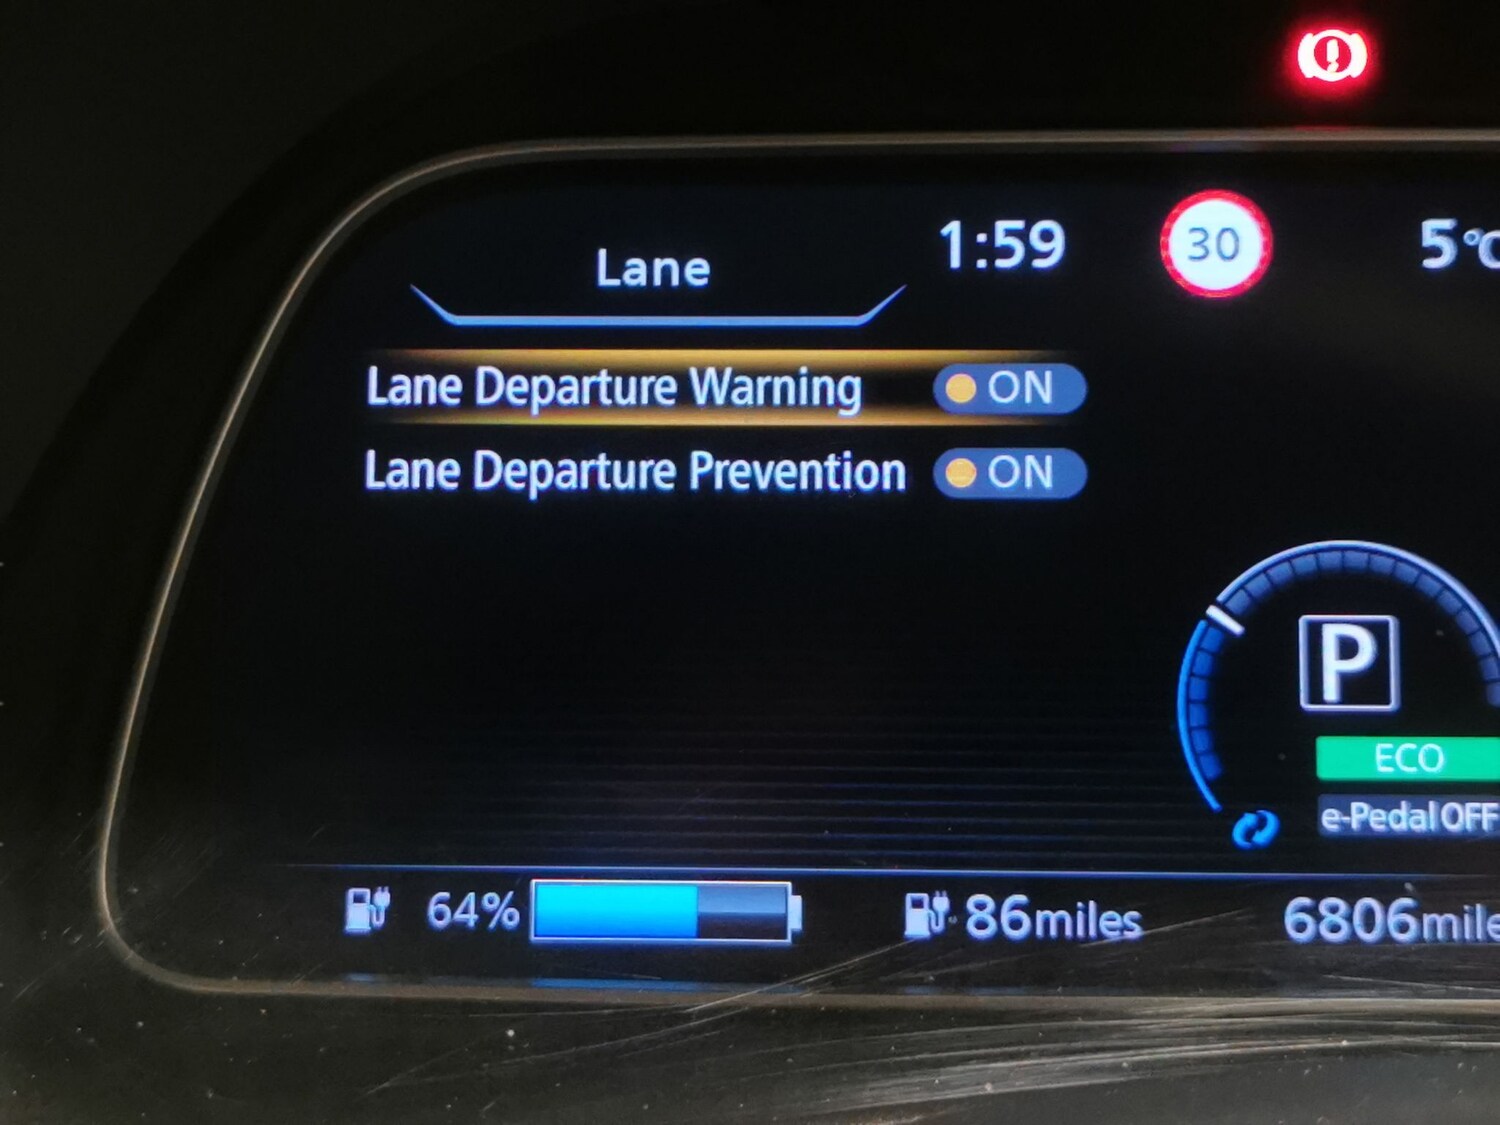 Lane
1:59
30
5°C
Lane Departure Warning ON
Lane Departure Prevention ON
P
ECO
e-Pedal OFF
64%
86miles
6806mile